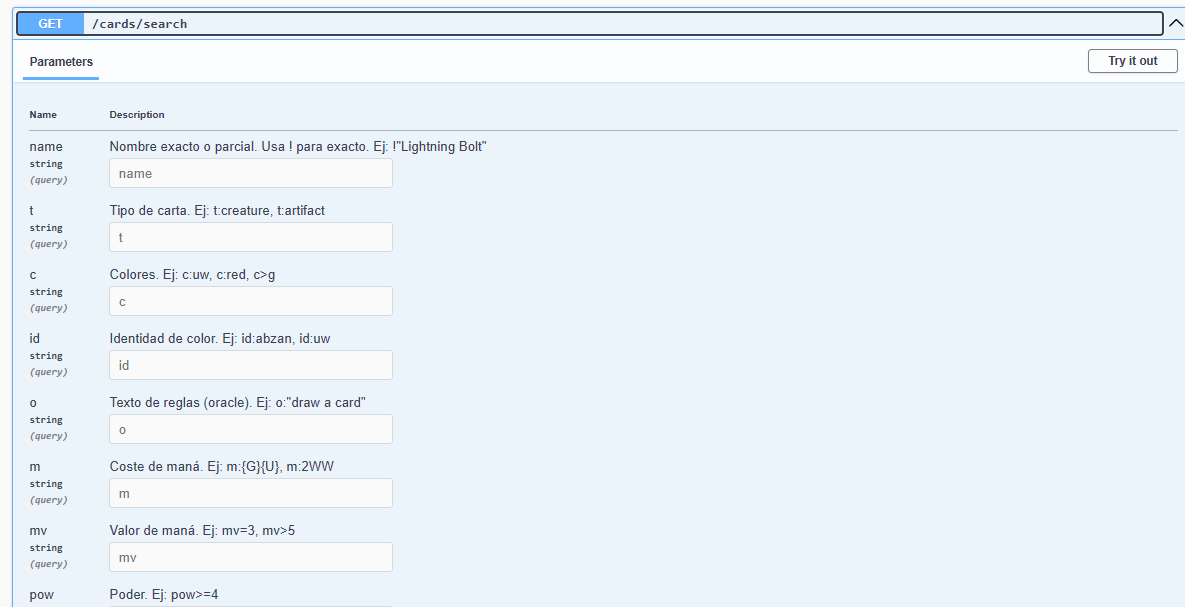 GET /cards/search
Parameters
Try it out
Name Description
name Nombre exacto o parcial. Usa ! para exacto. Ej: !"Lightning Bolt"
string
(query)
name
t Tipo de carta. Ej: t:creature, t:artifact
string
(query)
t
c Colores. Ej: c:uw, c:red, c>g
string
(query)
c
id Identidad de color. Ej: id:abzan, id:uw
string
(query)
id
o Texto de reglas (oracle). Ej: o:"draw a card"
string
(query)
o
m Coste de maná. Ej: m:{G}{U}, m:2WW
string
(query)
m
mv Valor de maná. Ej: mv=3, mv>5
string
(query)
mv
pow Poder. Ej: pow>=4